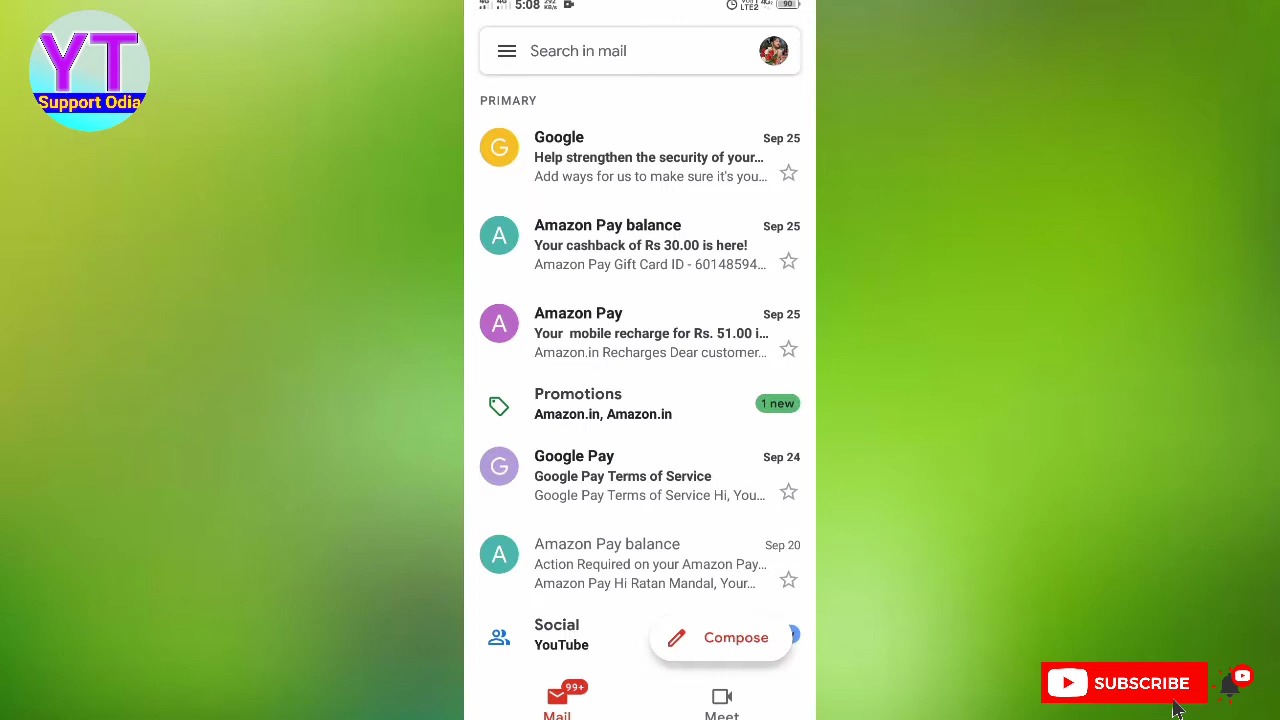 YT
Support Odia
5:08
90
Search in mail
PRIMARY
G
Google
Sep 25
Help strengthen the security of your...
Add ways for us to make sure it's you...
A
Amazon Pay balance
Sep 25
Your cashback of Rs 30.00 is here!
Amazon Pay Gift Card ID - 60148594...
A
Amazon Pay
Sep 25
Your mobile recharge for Rs. 51.00 i...
Amazon.in Recharges Dear customer...
Promotions
1 new
Amazon.in, Amazon.in
G
Google Pay
Sep 24
Google Pay Terms of Service
Google Pay Terms of Service Hi, You...
A
Amazon Pay balance
Sep 20
Action Required on your Amazon Pay...
Amazon Pay Hi Ratan Mandal, Your...
Social
YouTube
Compose
99+
Mail
Meet
SUBSCRIBE